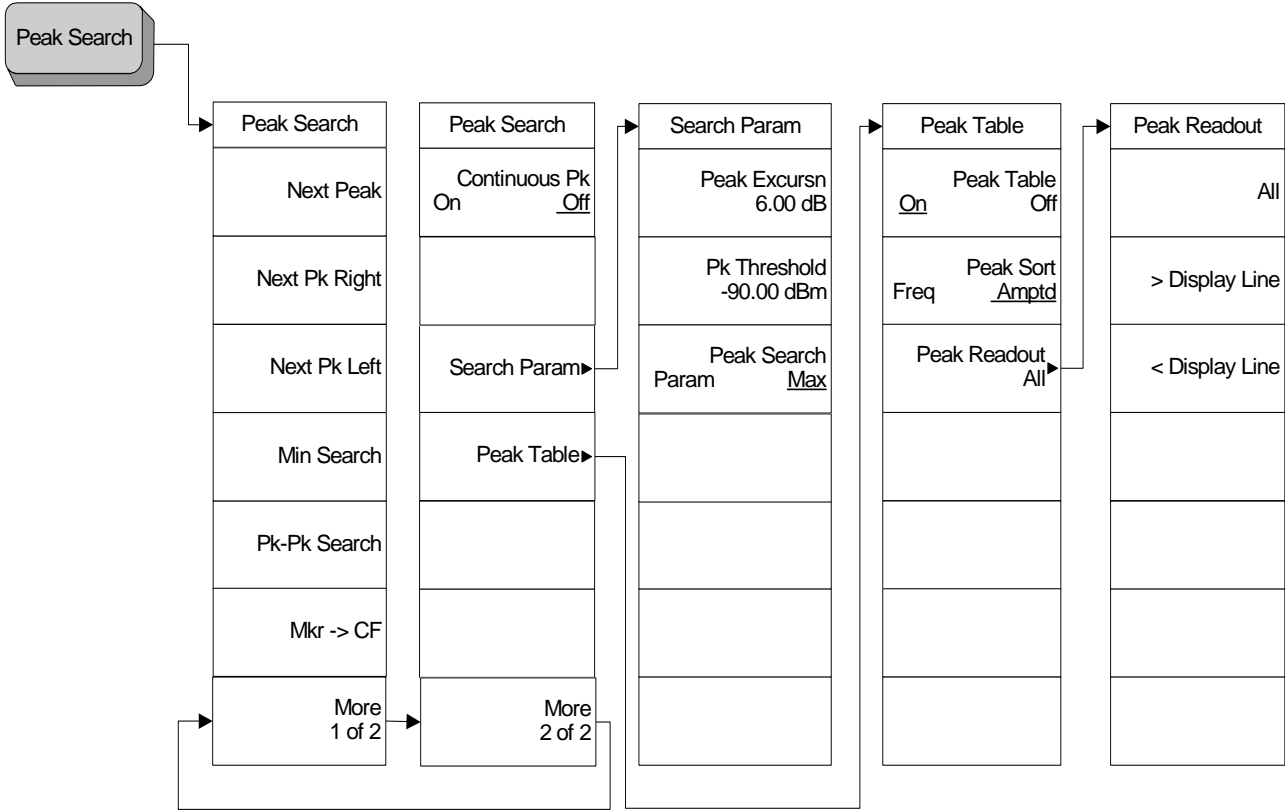 Peak Search
Peak Search
Next Peak
Next Pk Right
Next Pk Left
Min Search
Pk-Pk Search
Mkr -> CF
More
1 of 2
Peak Search
Continuous Pk
On Off
Search Param
Peak Table
More
2 of 2
Search Param
Peak Excursn
6.00 dB
Pk Threshold
-90.00 dBm
Peak Search
Param Max
Peak Table
Peak Table
On Off
Peak Sort
Freq Amptd
Peak Readout
All
Peak Readout
All
> Display Line
< Display Line